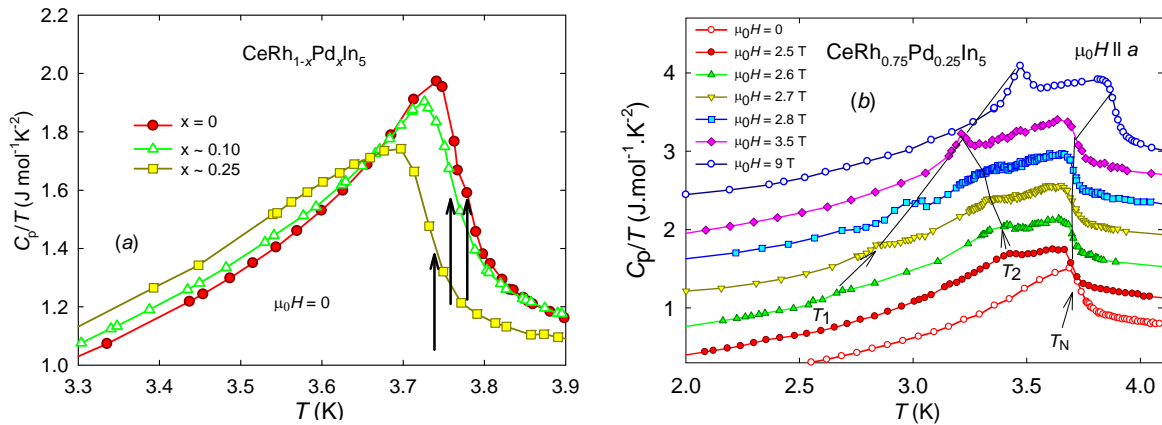 CeRh₁₋ₓPdₓIn₅
x = 0
x ~ 0.10
x ~ 0.25
(a)
μ₀H = 0
Cₚ/T (J mol⁻¹K⁻²)
2.2
2.0
1.8
1.6
1.4
1.2
1.0
3.3 3.4 3.5 3.6 3.7 3.8 3.9
T (K)
μ₀H = 0
μ₀H = 2.5 T
μ₀H = 2.6 T
μ₀H = 2.7 T
μ₀H = 2.8 T
μ₀H = 3.5 T
μ₀H = 9 T
CeRh₀.₇₅Pd₀.₂₅In₅
μ₀H ll a
(b)
T₁
T₂
T_N
Cₚ/T (J.mol⁻¹.K⁻²)
4
3
2
1
2.0 2.5 3.0 3.5 4.0
T (K)